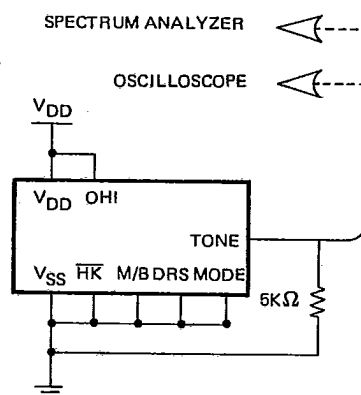 SPECTRUM ANALYZER
OSCILLOSCOPE
VDD
VDD OHI
TONE
VSS HK M/B DRS MODE
5KΩ